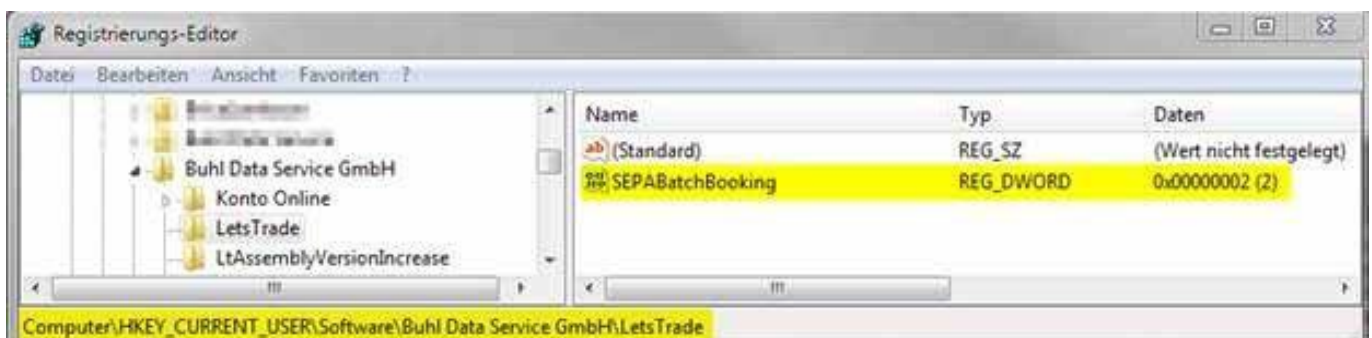 Registrierungs-Editor
Datei Bearbeiten Ansicht Favoriten ?
Buhl Data Service GmbH
Konto Online
LetsTrade
LtAssemblyVersionIncrease
Name Typ Daten
(Standard) REG_SZ (Wert nicht festgelegt)
SEPABatchBooking REG_DWORD 0x00000002 (2)
Computer\HKEY_CURRENT_USER\Software\Buhl Data Service GmbH\LetsTrade